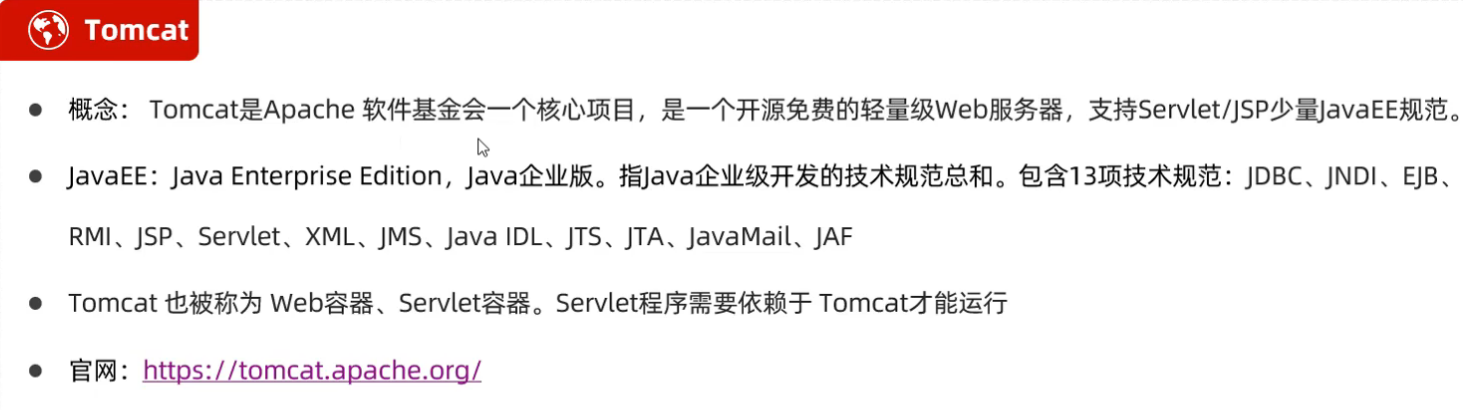 Tomcat
● 概念： Tomcat是Apache 软件基金会一个核心项目，是一个开源免费的轻量级Web服务器，支持Servlet/JSP少量JavaEE规范。
● JavaEE：Java Enterprise Edition，Java企业版。指Java企业级开发的技术规范总和。包含13项技术规范：JDBC、JNDI、EJB、
RMI、JSP、Servlet、XML、JMS、Java IDL、JTS、JTA、JavaMail、JAF
● Tomcat 也被称为 Web容器、Servlet容器。Servlet程序需要依赖于 Tomcat才能运行
● 官网：https://tomcat.apache.org/